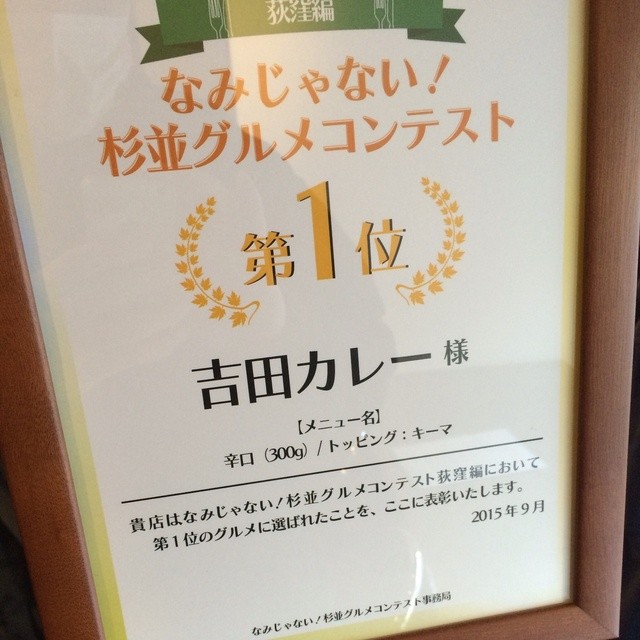 荻窪編
なみじゃない！
杉並グルメコンテスト
第1位
吉田カレー 様
【メニュー名】
辛口（300g）/ トッピング：キーマ
貴店はなみじゃない！杉並グルメコンテスト荻窪編において
第1位のグルメに選ばれたことを、ここに表彰いたします。
2015年9月
なみじゃない！杉並グルメコンテスト事務局